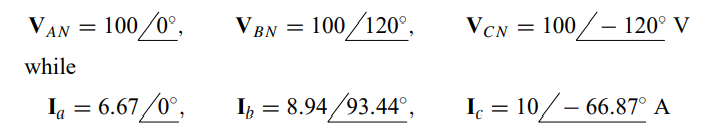 V_AN = 100/0°, V_BN = 100/120°, V_CN = 100/− 120° V
while
I_a = 6.67/0°, I_b = 8.94/93.44°, I_c = 10/− 66.87° A